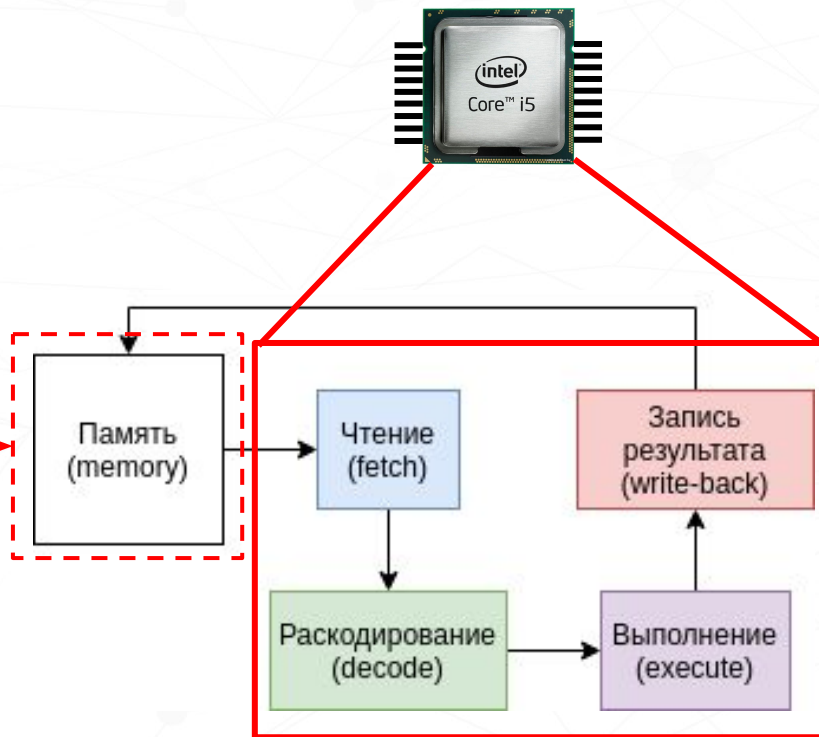 intel
Core™ i5
Память
(memory)
Чтение
(fetch)
Запись
результата
(write-back)
Раскодирование
(decode)
Выполнение
(execute)